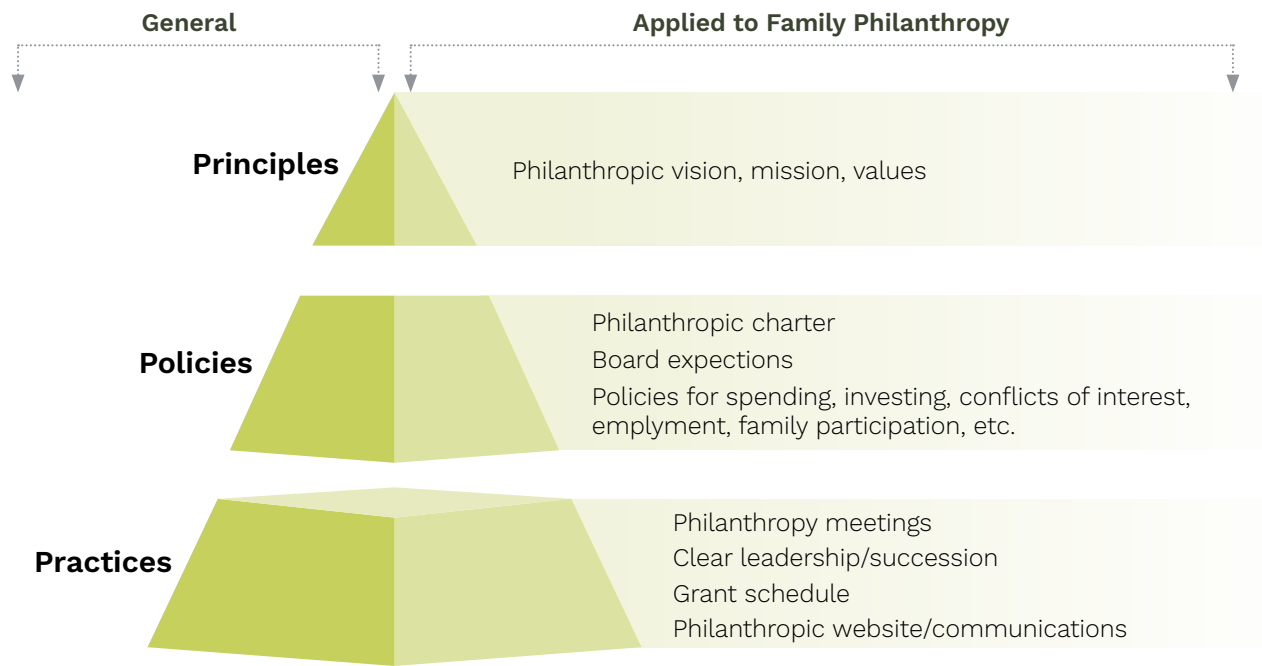 General
Applied to Family Philanthropy
Principles
Philanthropic vision, mission, values
Policies
Philanthropic charter
Board expections
Policies for spending, investing, conflicts of interest,
emplyment, family participation, etc.
Practices
Philanthropy meetings
Clear leadership/succession
Grant schedule
Philanthropic website/communications